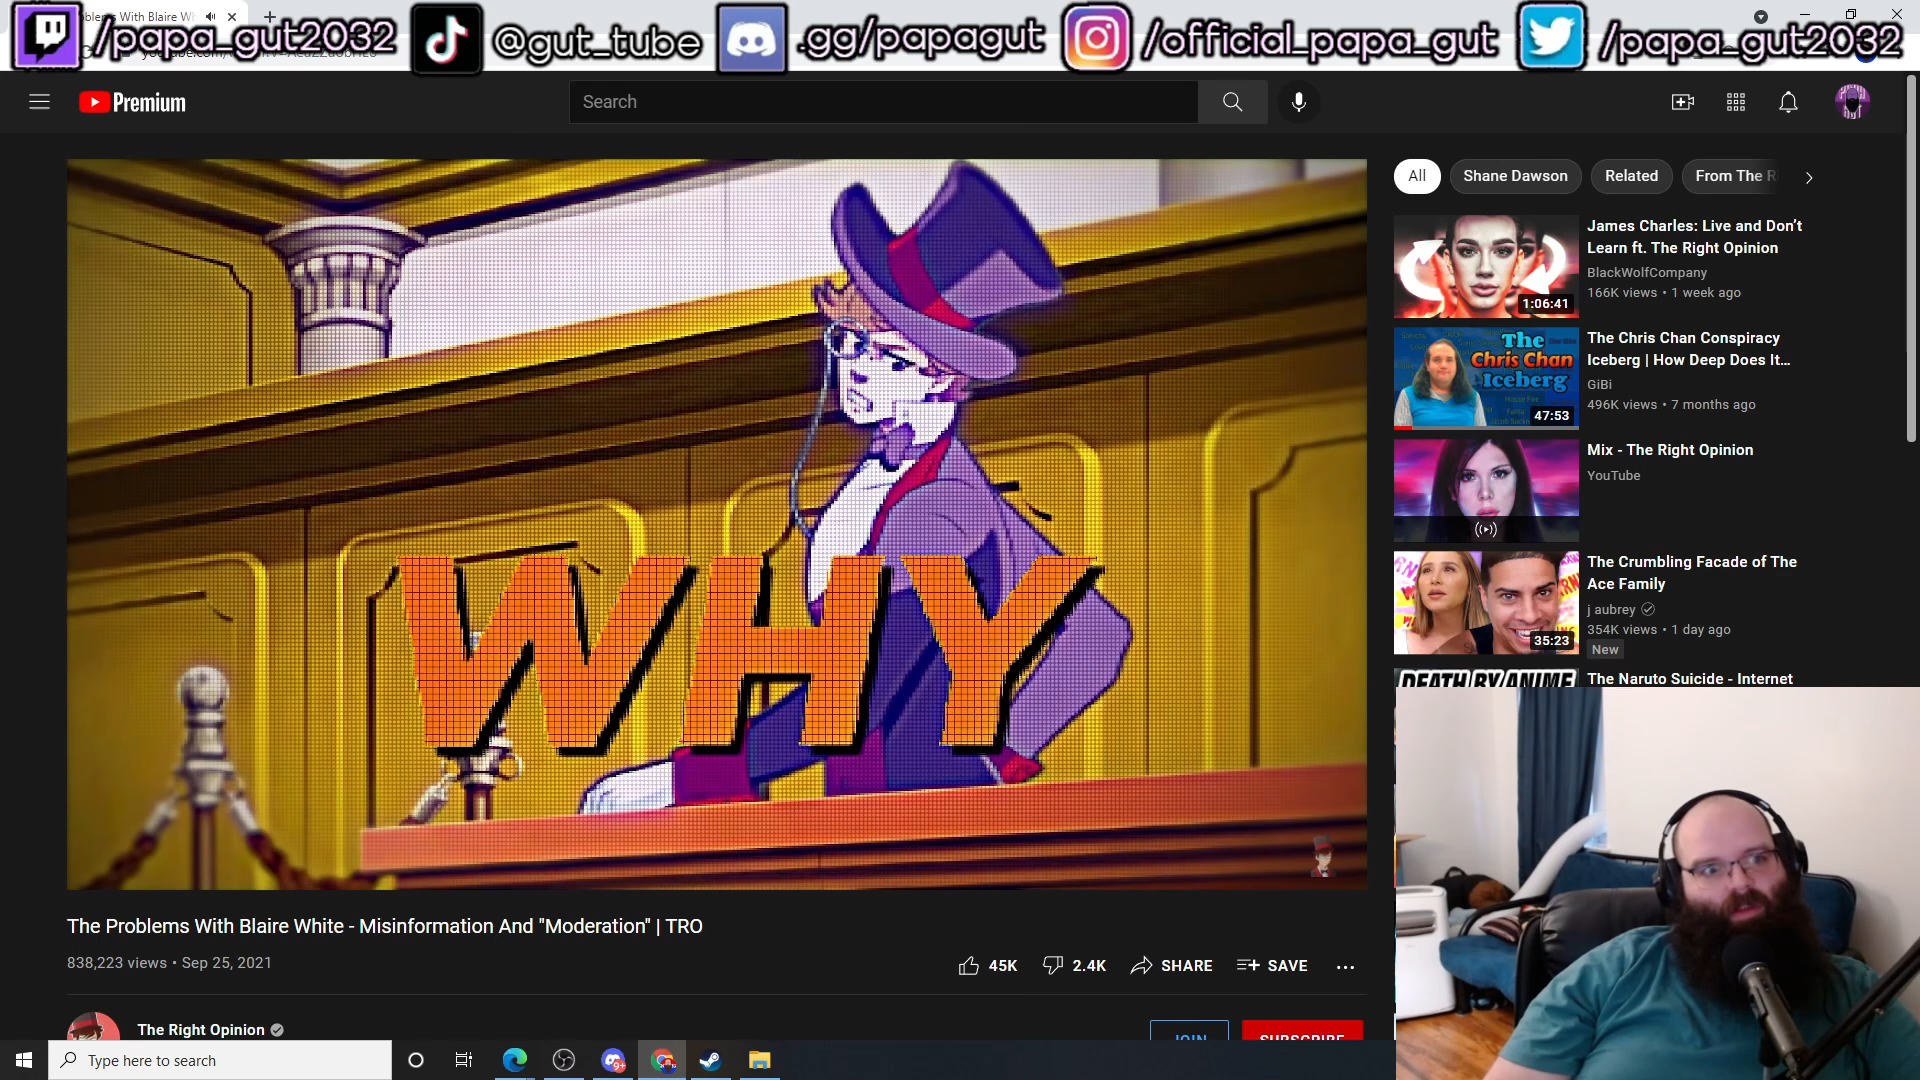 /papa_gut2032
@gut_tube
.gg/papagut
/official_papa_gut
/papa_gut2032
Premium
Search
All
Shane Dawson
Related
From The R
WHY
James Charles: Live and Don't
Learn ft. The Right Opinion
BlackWolfCompany
166K views • 1 week ago
1:06:41
The Chris Chan Conspiracy
Iceberg | How Deep Does It...
GiBi
496K views • 7 months ago
The
Chris Chan
Iceberg
47:53
Mix - The Right Opinion
YouTube
The Crumbling Facade of The
Ace Family
j aubrey
354K views • 1 day ago
New
35:23
DEATH BY ANIME
The Naruto Suicide - Internet
The Problems With Blaire White - Misinformation And "Moderation" | TRO
838,223 views • Sep 25, 2021
45K
2.4K
SHARE
SAVE
The Right Opinion
JOIN
SUBSCRIBE
Type here to search